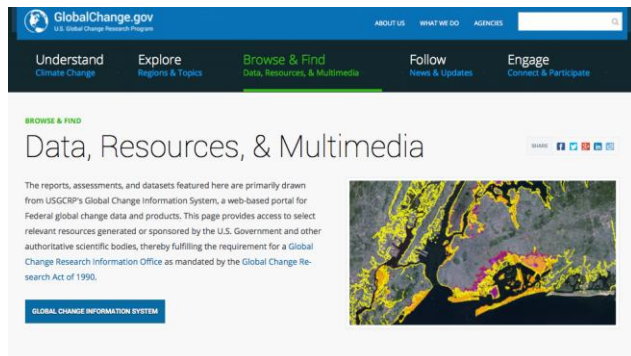 GlobalChange.gov
U.S. Global Change Research Program
ABOUT US WHAT WE DO AGENCIES
Understand Explore Browse & Find Follow Engage
Climate Change Regions & Topics Data, Resources, & Multimedia News & Updates Connect & Participate
BROWSE & FIND
Data, Resources, & Multimedia
SHARE
The reports, assessments, and datasets featured here are primarily drawn
from USGCRP's Global Change Information System, a web-based portal for
Federal global change data and products. This page provides access to select
relevant resources generated or sponsored by the U.S. Government and other
authoritative scientific bodies, thereby fulfilling the requirement for a Global
Change Research Information Office as mandated by the Global Change Re-
search Act of 1990.
GLOBAL CHANGE INFORMATION SYSTEM